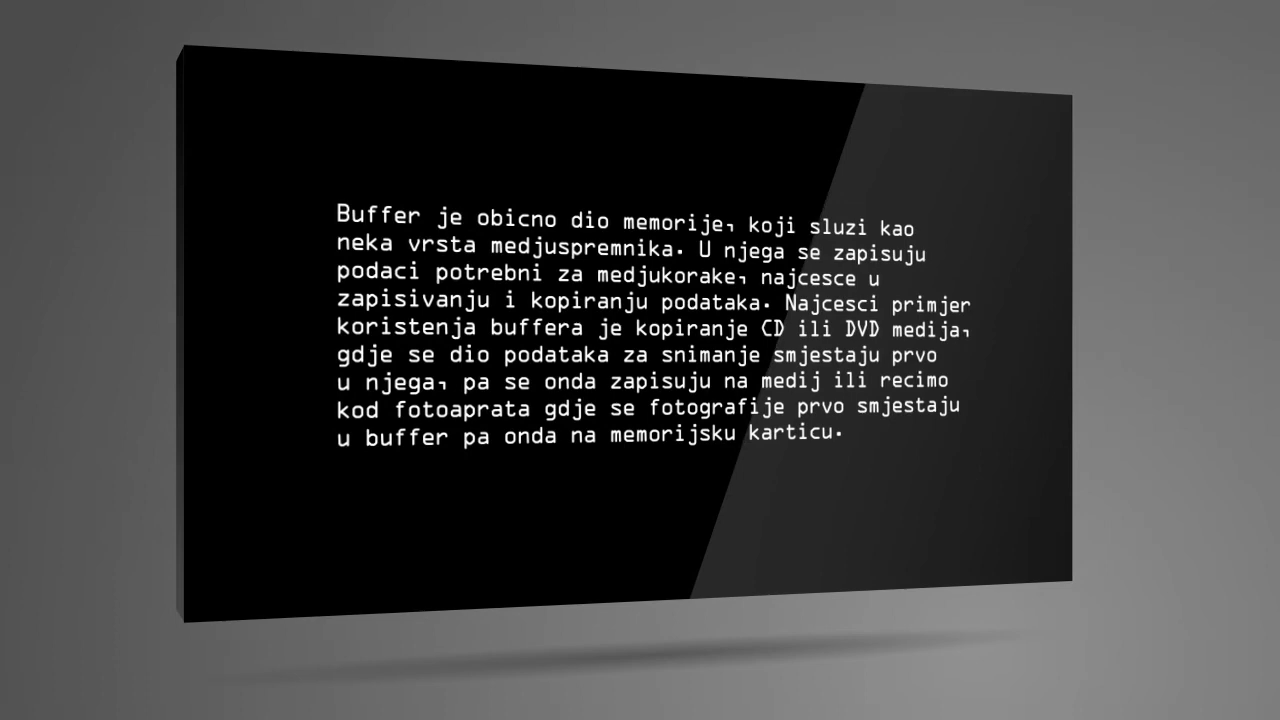 Buffer je obicno dio memorije, koji sluzi kao
neka vrsta medjuspremnika. U njega se zapisuju
podaci potrebni za medjukorake, najcesce u
zapisivanju i kopiranju podataka. Najcesci primjer
koristenja buffera je kopiranje CD ili DVD medija,
gdje se dio podataka za snimanje smjestaju prvo
u njega, pa se onda zapisuju na medij ili recimo
kod fotoaprata gdje se fotografije prvo smjestaju
u buffer pa onda na memorijsku karticu.